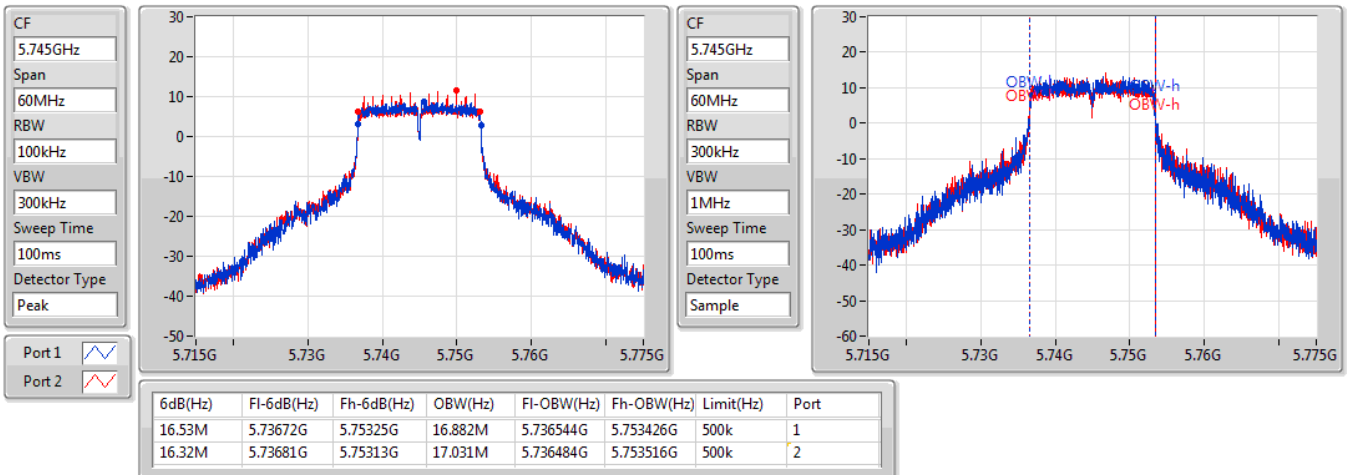 CF
5.745GHz
Span
60MHz
RBW
100kHz
VBW
300kHz
Sweep Time
100ms
Detector Type
Peak
Port 1
Port 2
30
20
10
0
-10
-20
-30
-40
-50
5.715G 5.73G 5.74G 5.75G 5.76G 5.775G
CF
5.745GHz
Span
60MHz
RBW
300kHz
VBW
1MHz
Sweep Time
100ms
Detector Type
Sample
30
20
10
0
-10
-20
-30
-40
-50
-60
OBW OBW-h
OBW OBW-h
5.715G 5.73G 5.74G 5.75G 5.76G 5.775G
6dB(Hz) Fl-6dB(Hz) Fh-6dB(Hz) OBW(Hz) Fl-OBW(Hz) Fh-OBW(Hz) Limit(Hz) Port
16.53M 5.73672G 5.75325G 16.882M 5.736544G 5.753426G 500k 1
16.32M 5.73681G 5.75313G 17.031M 5.736484G 5.753516G 500k 2